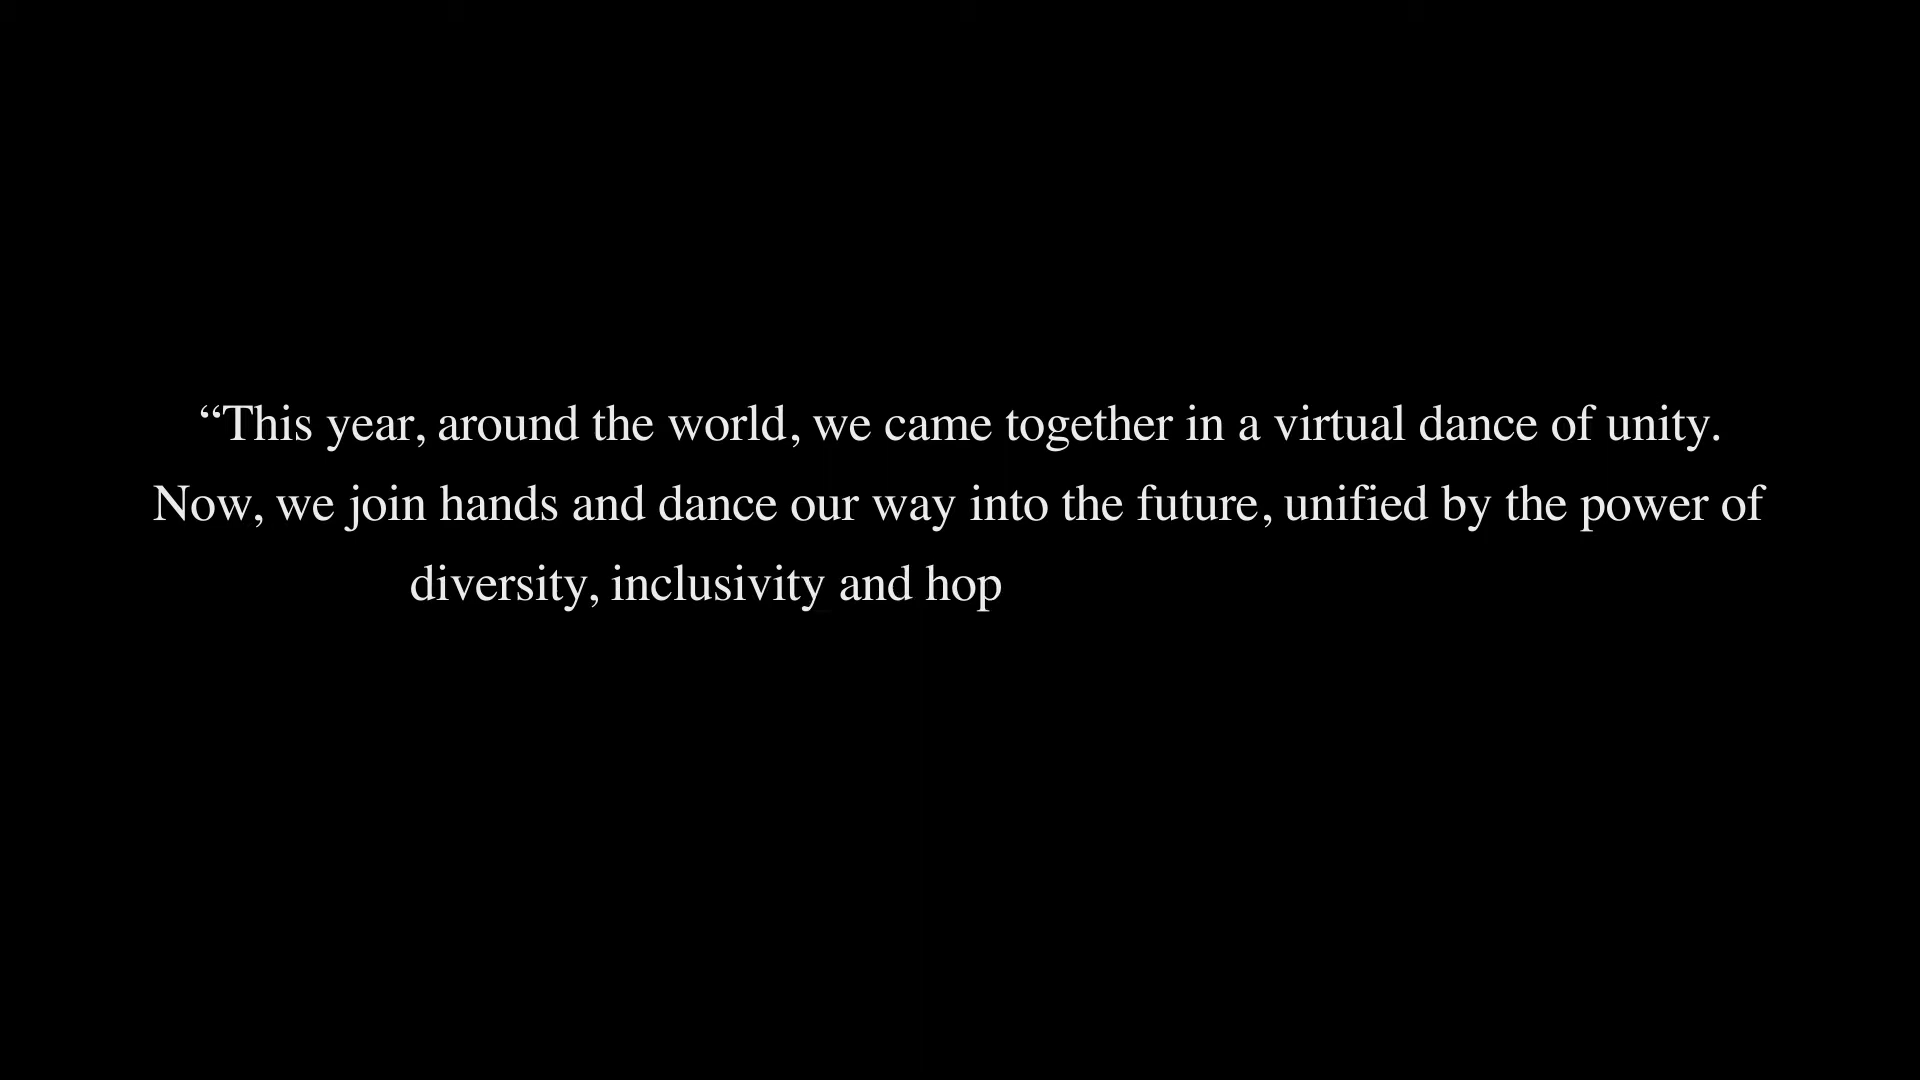 “This year, around the world, we came together in a virtual dance of unity.
Now, we join hands and dance our way into the future, unified by the power of
diversity, inclusivity and hop